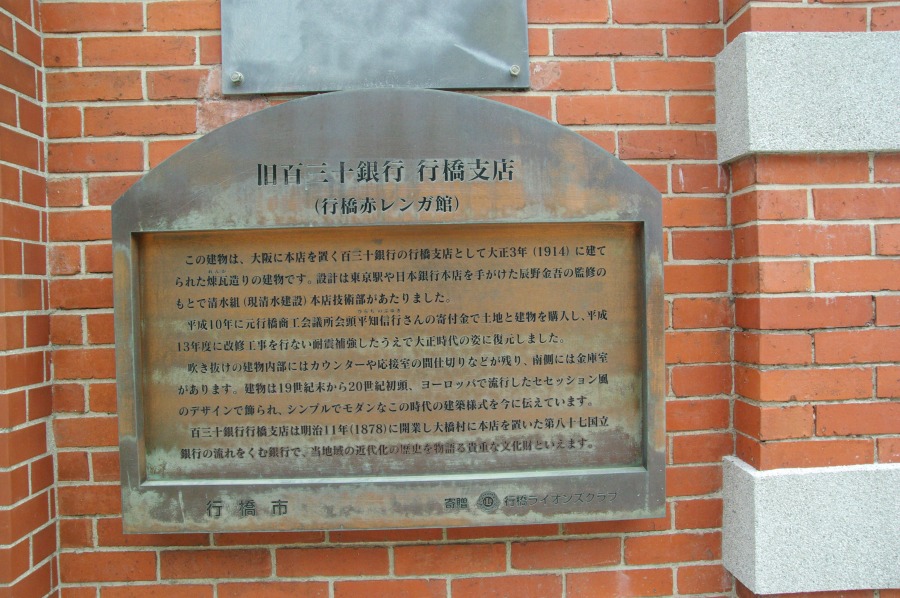 旧百三十銀行 行橋支店
(行橋赤レンガ館)
この建物は、大阪に本店を置く百三十銀行の行橋支店として大正3年(1914)に建て
られた煉瓦造りの建物です。設計は東京駅や日本銀行本店を手がけた辰野金吾の監修の
もとで清水組(現清水建設)本店技術部があたりました。
平成10年に元行橋商工会議所会頭平知信行さんの寄付金で土地と建物を購入し、平成
13年度に改修工事を行ない耐震補強したうえで大正時代の姿に復元しました。
吹き抜けの建物内部にはカウンターや応接室の間仕切りなどが残り、南側には金庫室
があります。建物は19世紀末から20世紀初頭、ヨーロッパで流行したセセッション風
のデザインで飾られ、シンプルでモダンなこの時代の建築様式を今に伝えています。
百三十銀行行橋支店は明治11年(1878)に開業し大橋村に本店を置いた第八十七国立
銀行の流れをくむ銀行で、当地域の近代化の歴史を物語る貴重な文化財といえます。
行橋市
寄贈 行橋ライオンズクラブ